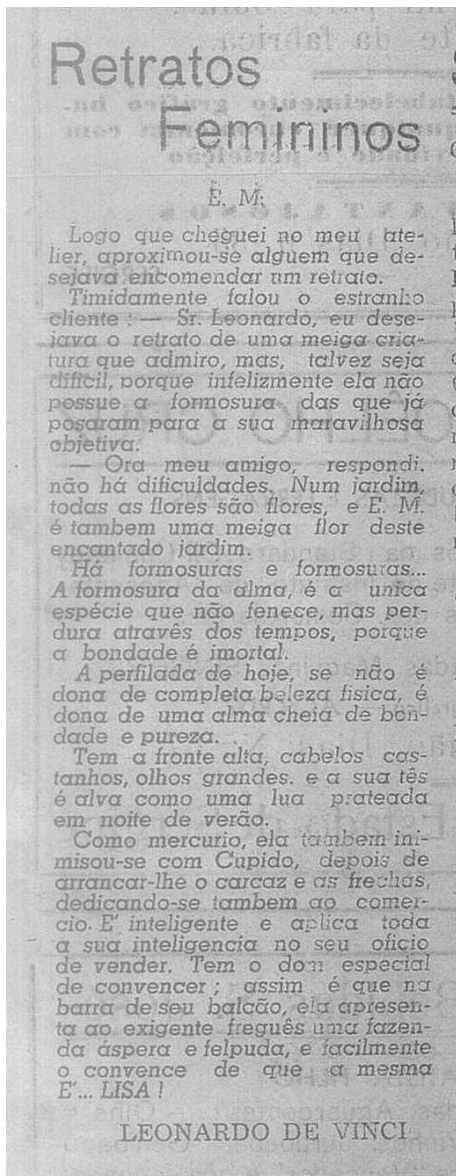 Retratos
Femininos
E. M.
Logo que cheguei no meu ate-
lier, aproximou-se alguem que de-
sejava encomendar um retrato.
Timidamente falou o estranho
cliente : — Sr. Leonardo, eu dese-
java o retrato de uma meiga cria-
tura que admiro, mas, talvez seja
difícil, porque infelizmente ela não
possue a formosura das que já
posaram para a sua maravilhosa
objetiva.
— Ora meu amigo, respondi.
não há dificuldades. Num jardim,
todas as flores são flores, e E. M.
é tambem uma meiga flor deste
encantado jardim.
Há formosuras e formosuras...
A formosura da alma, é a unica
espécie que não fenece, mas per-
dura atravês dos tempos, porque
a bondade é imortal.
A perfilada de hoje, se não é
dona de completa beleza fisica, é
dona de uma alma cheia de bon-
dade e pureza.
Tem a fronte alta, cabelos cas-
tanhos, olhos grandes. e a sua tês
é alva como uma lua prateada
em noite de verão.
Como mercurio, ela tambem ini-
misou-se com Cupido, depois de
arrancar-lhe o carcaz e as frechas,
dedicando-se tambem ao comer-
cio. E' inteligente e aplica toda
a sua inteligencia no seu oficio
de vender. Tem o dom especial
de convencer ; assim é que na
barra de seu balcão, ela apresen-
ta ao exigente freguês uma fazen-
da áspera e felpuda, e facilmente
o convence de que a mesma
E'... LISA !
LEONARDO DE VINCI